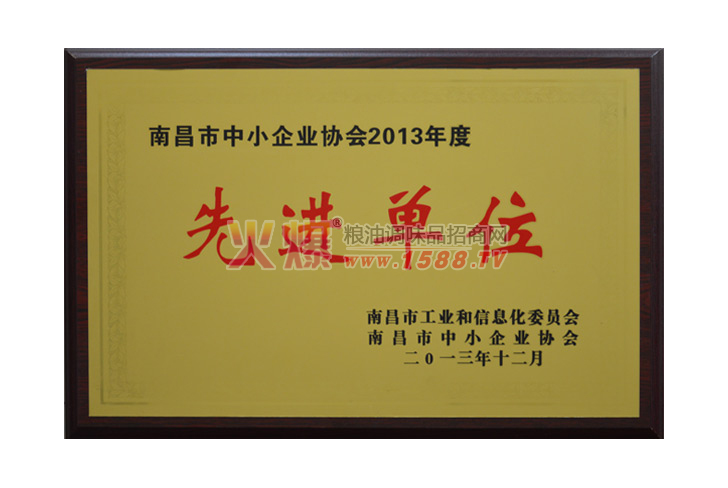 南昌市中小企业协会2013年度
先进单位
火爆®粮油调味品招商网
www.1588.TV
南昌市工业和信息化委员会
南昌市中小企业协会
二0一三年十二月